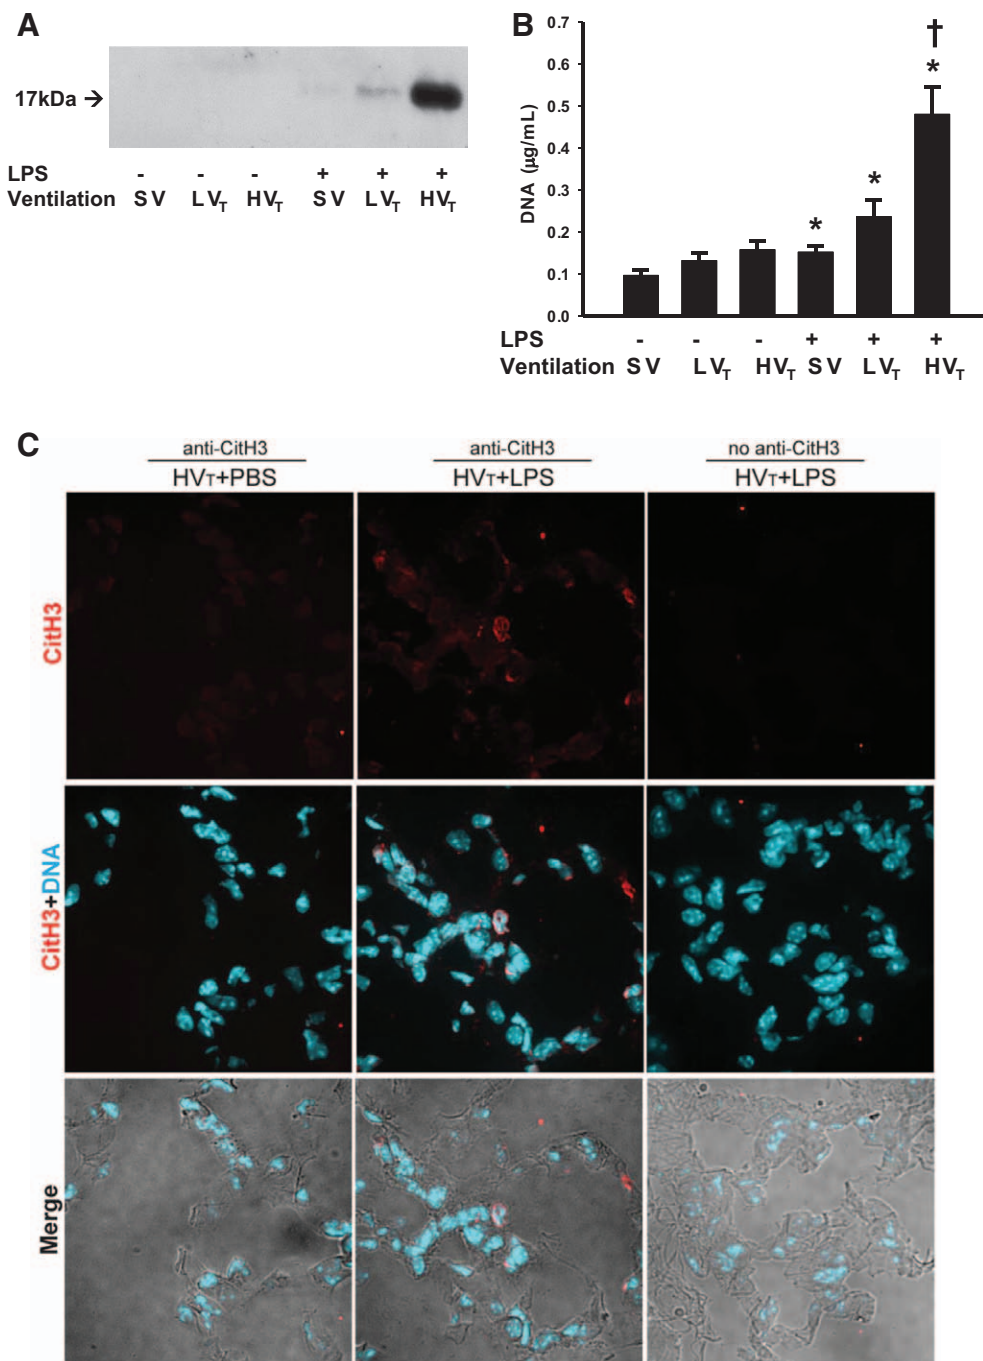 A
17kDa →
LPS - - - + + +
Ventilation SV LVT HVT SV LVT HVT
B
DNA (µg/mL)
0.7
0.6
0.5
0.4
0.3
0.2
0.1
0.0
* * * †
LPS - - - + + +
Ventilation SV LVT HVT SV LVT HVT
C
anti-CitH3 anti-CitH3 no anti-CitH3
HVT+PBS HVT+LPS HVT+LPS
CitH3
CitH3+DNA
Merge